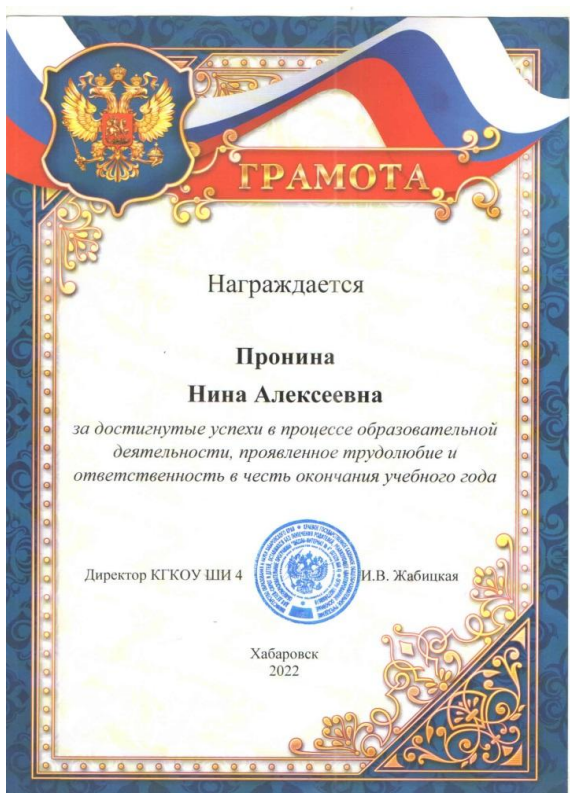 ГРАМОТА
Награждается
Пронина
Нина Алексеевна
за достигнутые успехи в процессе образовательной
деятельности, проявленное трудолюбие и
ответственность в честь окончания учебного года
Директор КГКОУ ШИ 4
И.В. Жабицкая
Хабаровск
2022